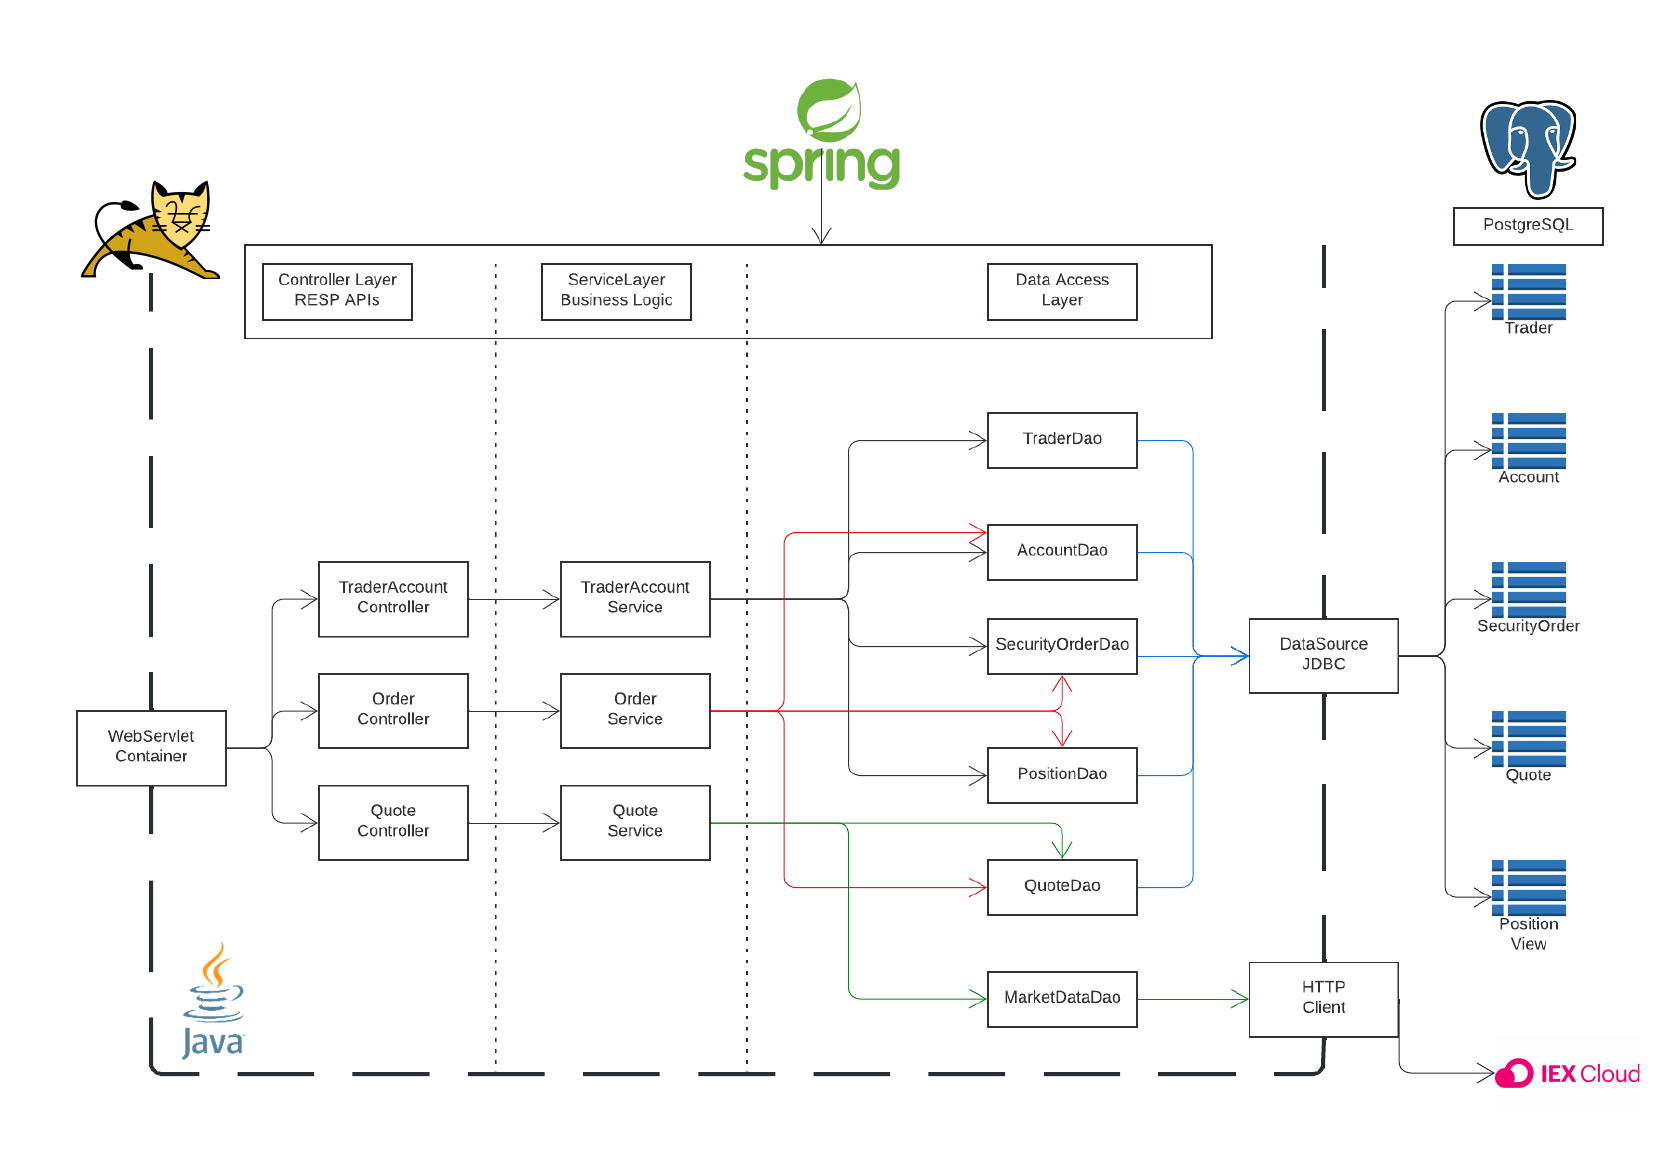 spring
PostgreSQL
Controller Layer
RESP APIs
ServiceLayer
Business Logic
Data Access
Layer
Trader
TraderDao
Account
AccountDao
TraderAccount
Controller
TraderAccount
Service
SecurityOrderDao
DataSource
JDBC
SecurityOrder
Order
Controller
Order
Service
WebServlet
Container
PositionDao
Quote
Quote
Controller
Quote
Service
QuoteDao
Position
View
MarketDataDao
HTTP
Client
Java
IEX Cloud